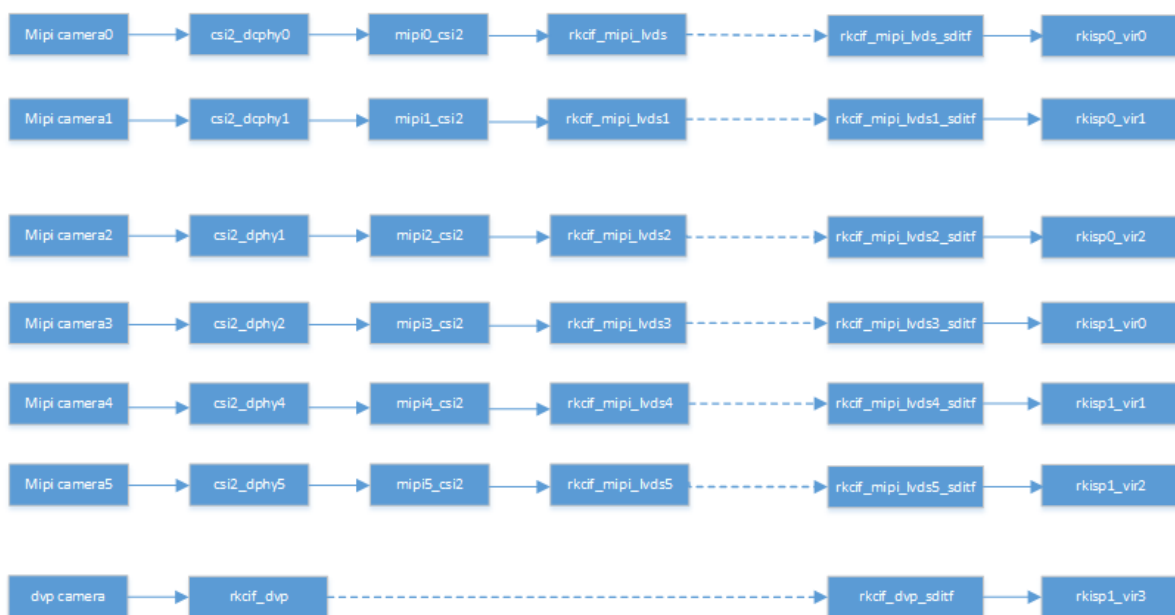 Mipi camera0 csi2_dcphy0 mipi0_csi2 rkcif_mipi_lvds rkcif_mipi_lvds_sditf rkisp0_vir0
Mipi camera1 csi2_dcphy1 mipi1_csi2 rkcif_mipi_lvds1 rkcif_mipi_lvds1_sditf rkisp0_vir1
Mipi camera2 csi2_dphy1 mipi2_csi2 rkcif_mipi_lvds2 rkcif_mipi_lvds2_sditf rkisp0_vir2
Mipi camera3 csi2_dphy2 mipi3_csi2 rkcif_mipi_lvds3 rkcif_mipi_lvds3_sditf rkisp1_vir0
Mipi camera4 csi2_dphy4 mipi4_csi2 rkcif_mipi_lvds4 rkcif_mipi_lvds4_sditf rkisp1_vir1
Mipi camera5 csi2_dphy5 mipi5_csi2 rkcif_mipi_lvds5 rkcif_mipi_lvds5_sditf rkisp1_vir2
dvp camera rkcif_dvp rkcif_dvp_sditf rkisp1_vir3